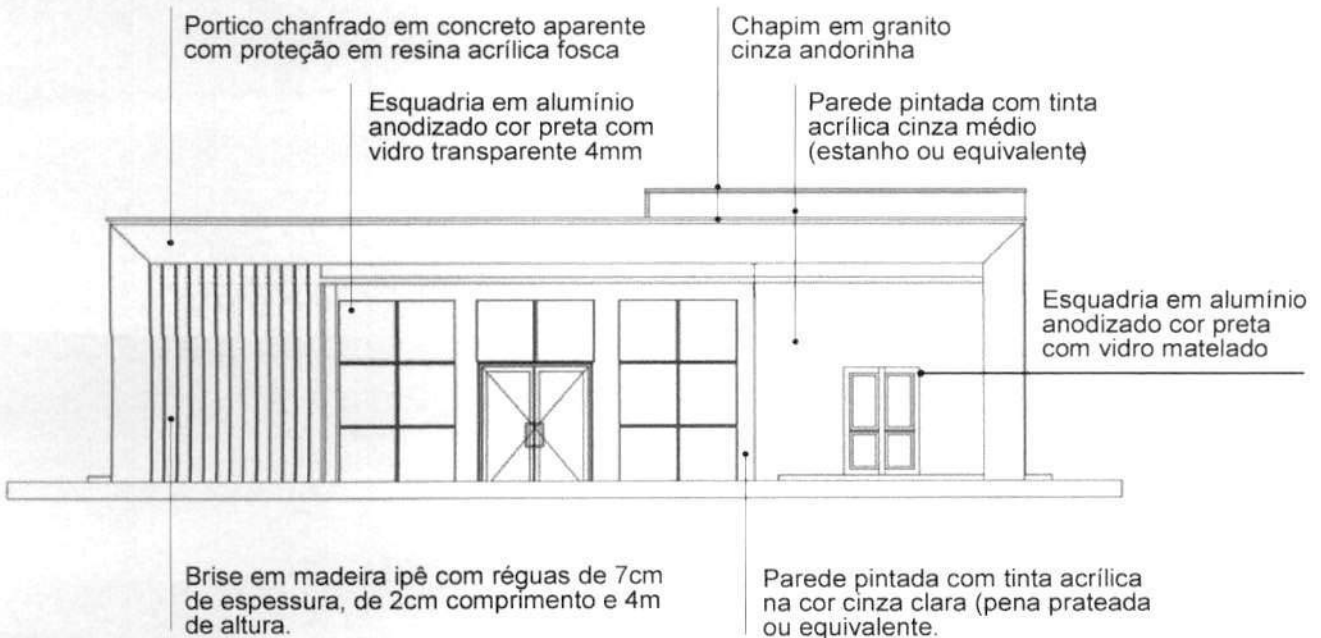 Portico chanfrado em concreto aparente
com proteção em resina acrílica fosca
Chapim em granito
cinza andorinha
Esquadria em alumínio
anodizado cor preta com
vidro transparente 4mm
Parede pintada com tinta
acrílica cinza médio
(estanho ou equivalente)
Esquadria em alumínio
anodizado cor preta
com vidro matelado
Brise em madeira ipê com réguas de 7cm
de espessura, de 2cm comprimento e 4m
de altura.
Parede pintada com tinta acrílica
na cor cinza clara (pena prateada
ou equivalente.